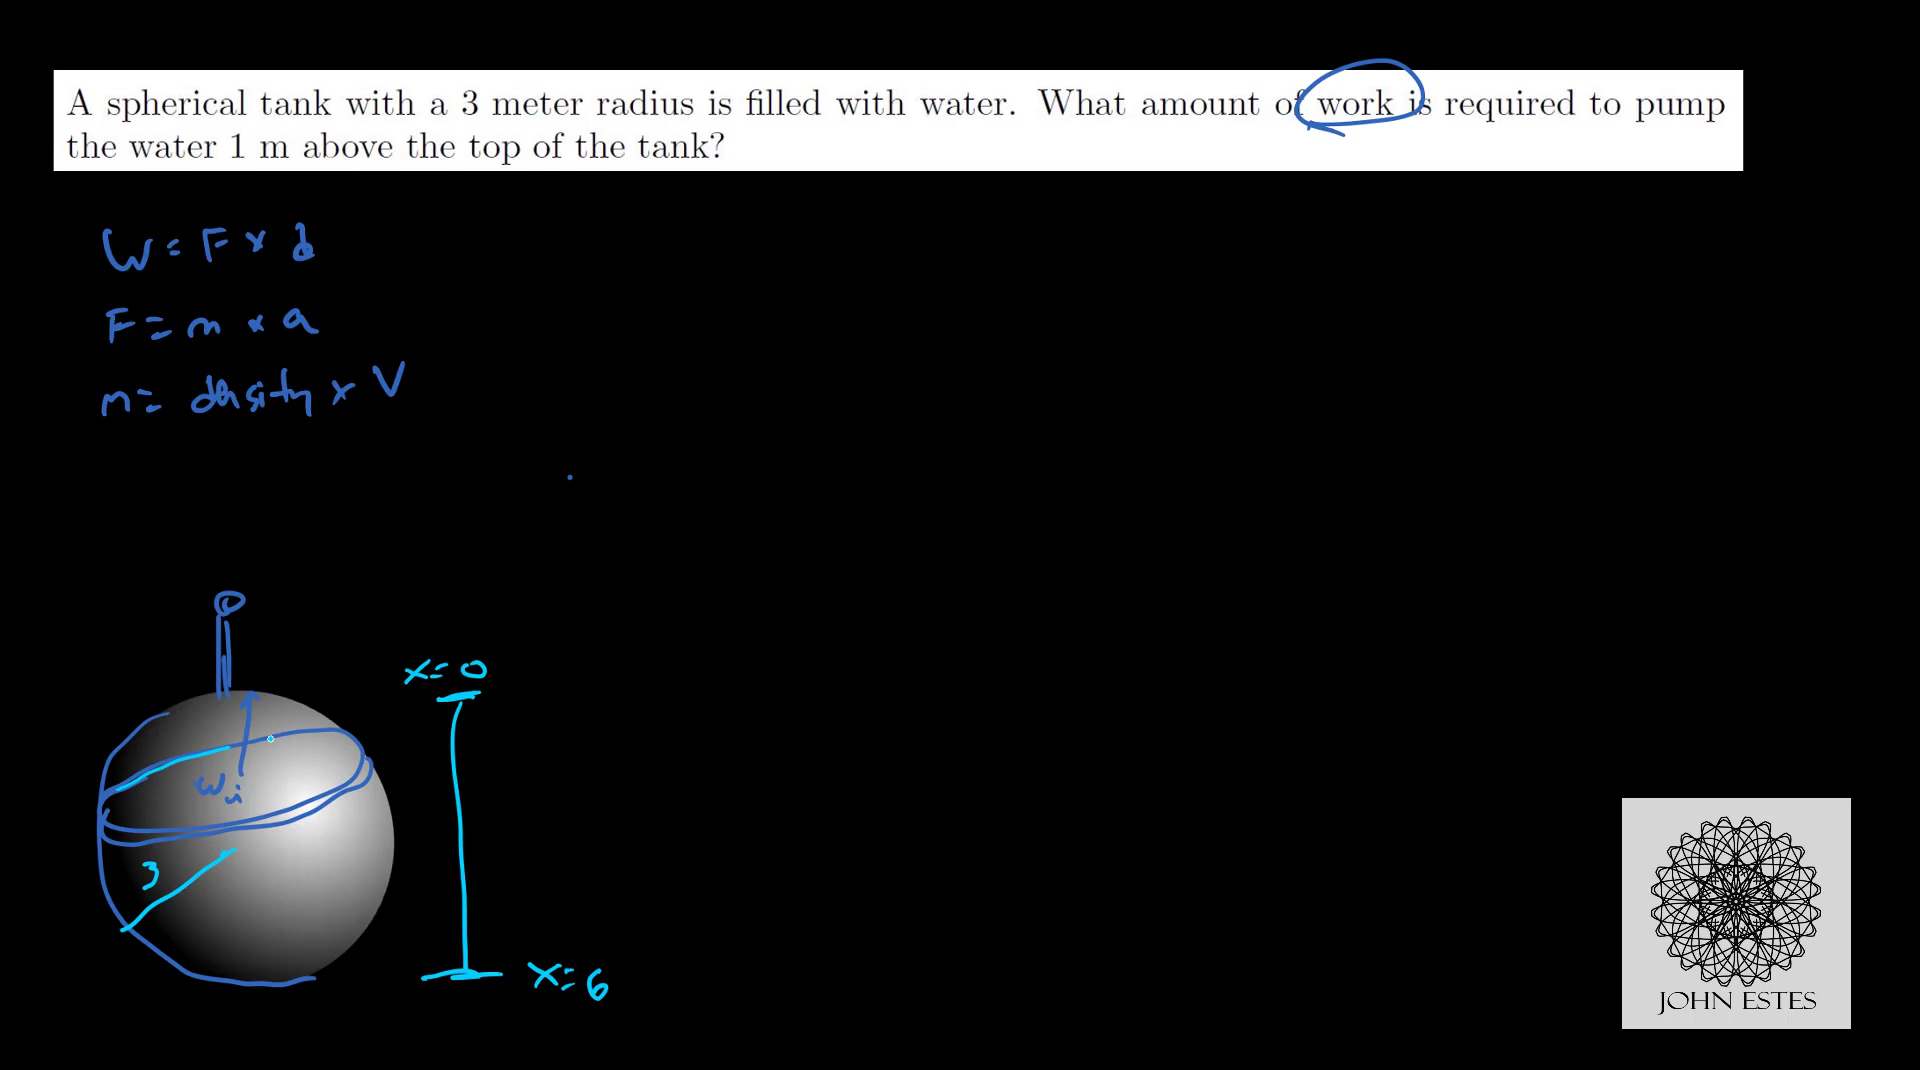 A spherical tank with a 3 meter radius is filled with water. What amount of work is required to pump
the water 1 m above the top of the tank?
W = F × d
F = m × a
m = density × V
x = 0
Wi
3
x = 6
JOHN ESTES